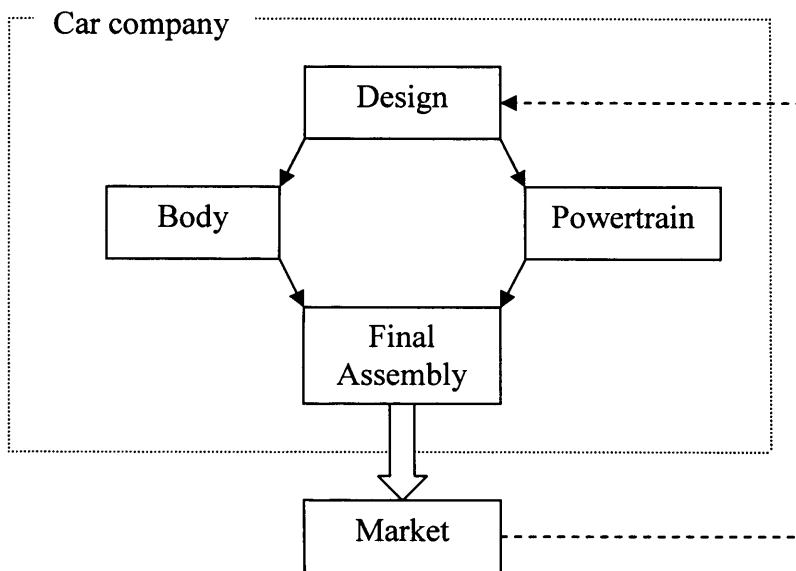 Car company
Design
Body
Powertrain
Final
Assembly
Market